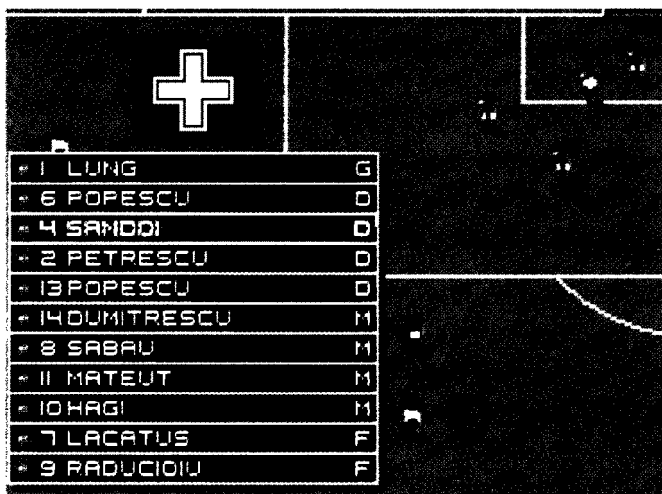 1 LUNG G
6 POPESCU D
4 SANDOI D
2 PETRESCU D
13 POPESCU D
14 DUMITRESCU M
8 SABAU M
11 MATEUT M
10 HAGI M
7 LACATUS F
9 RADUCIOIU F